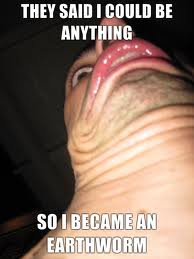 THEY SAID I COULD BE
ANYTHING
SO I BECAME AN
EARTHWORM